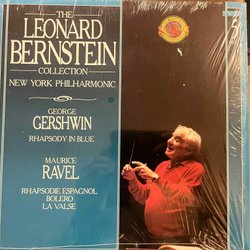 THE
LEONARD
BERNSTEIN
COLLECTION
NEW YORK PHILHARMONIC
GEORGE
GERSHWIN
RHAPSODY IN BLUE
MAURICE
RAVEL
RHAPSODIE ESPAGNOL
BOLERO
LA VALSE